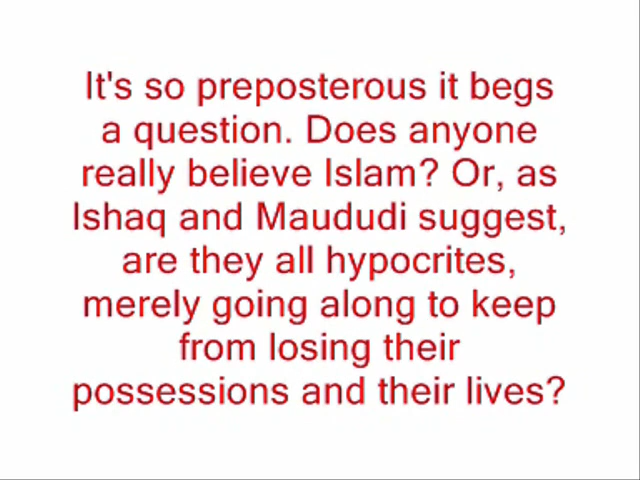 It's so preposterous it begs
a question. Does anyone
really believe Islam? Or, as
Ishaq and Maududi suggest,
are they all hypocrites,
merely going along to keep
from losing their
possessions and their lives?